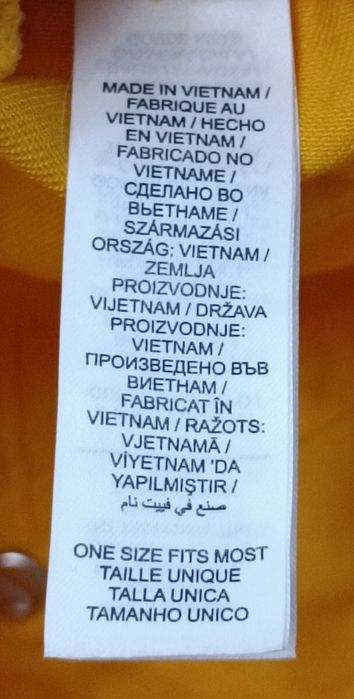 MADE IN VIETNAM /
FABRIQUE AU
VIETNAM / HECHO
EN VIETNAM /
FABRICADO NO
VIETNAME /
СДЕЛАНО ВО
ВЬЕТНАМЕ /
SZÁRMAZÁSI
ORSZÁG; VIETNAM /
ZEMLJA
PROIZVODNJE:
VIJETNAM / DRŽAVA
PROIZVODNJE:
VIETNAM /
ПРОИЗВЕДЕНО ВЪВ
ВИЕТНАМ /
FABRICAT ÎN
VIETNAM / RAŽOTS:
VJETNAMĀ /
VİYETNAM 'DA
YAPILMIŞTIR /
صنع في فييت نام
ONE SIZE FITS MOST
TAILLE UNIQUE
TALLA UNICA
TAMANHO UNICO